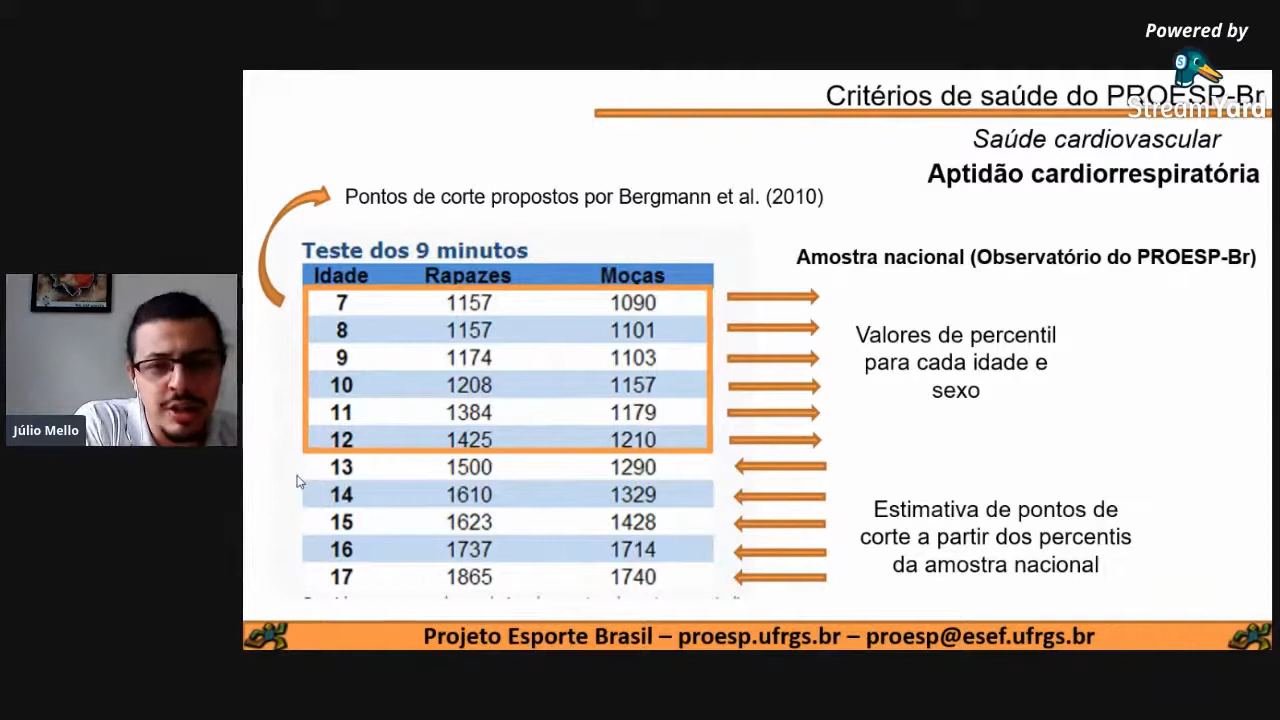 Powered by
StreamYard
Critérios de saúde do PROESP-Br
Saúde cardiovascular
Aptidão cardiorrespiratória
Pontos de corte propostos por Bergmann et al. (2010)
Teste dos 9 minutos
Amostra nacional (Observatório do PROESP-Br)
Idade Rapazes Moças
7 1157 1090
8 1157 1101
9 1174 1103
10 1208 1157
11 1384 1179
12 1425 1210
13 1500 1290
14 1610 1329
15 1623 1428
16 1737 1714
17 1865 1740
Valores de percentil
para cada idade e
sexo
Estimativa de pontos de
corte a partir dos percentis
da amostra nacional
Júlio Mello
Projeto Esporte Brasil – proesp.ufrgs.br – proesp@esef.ufrgs.br